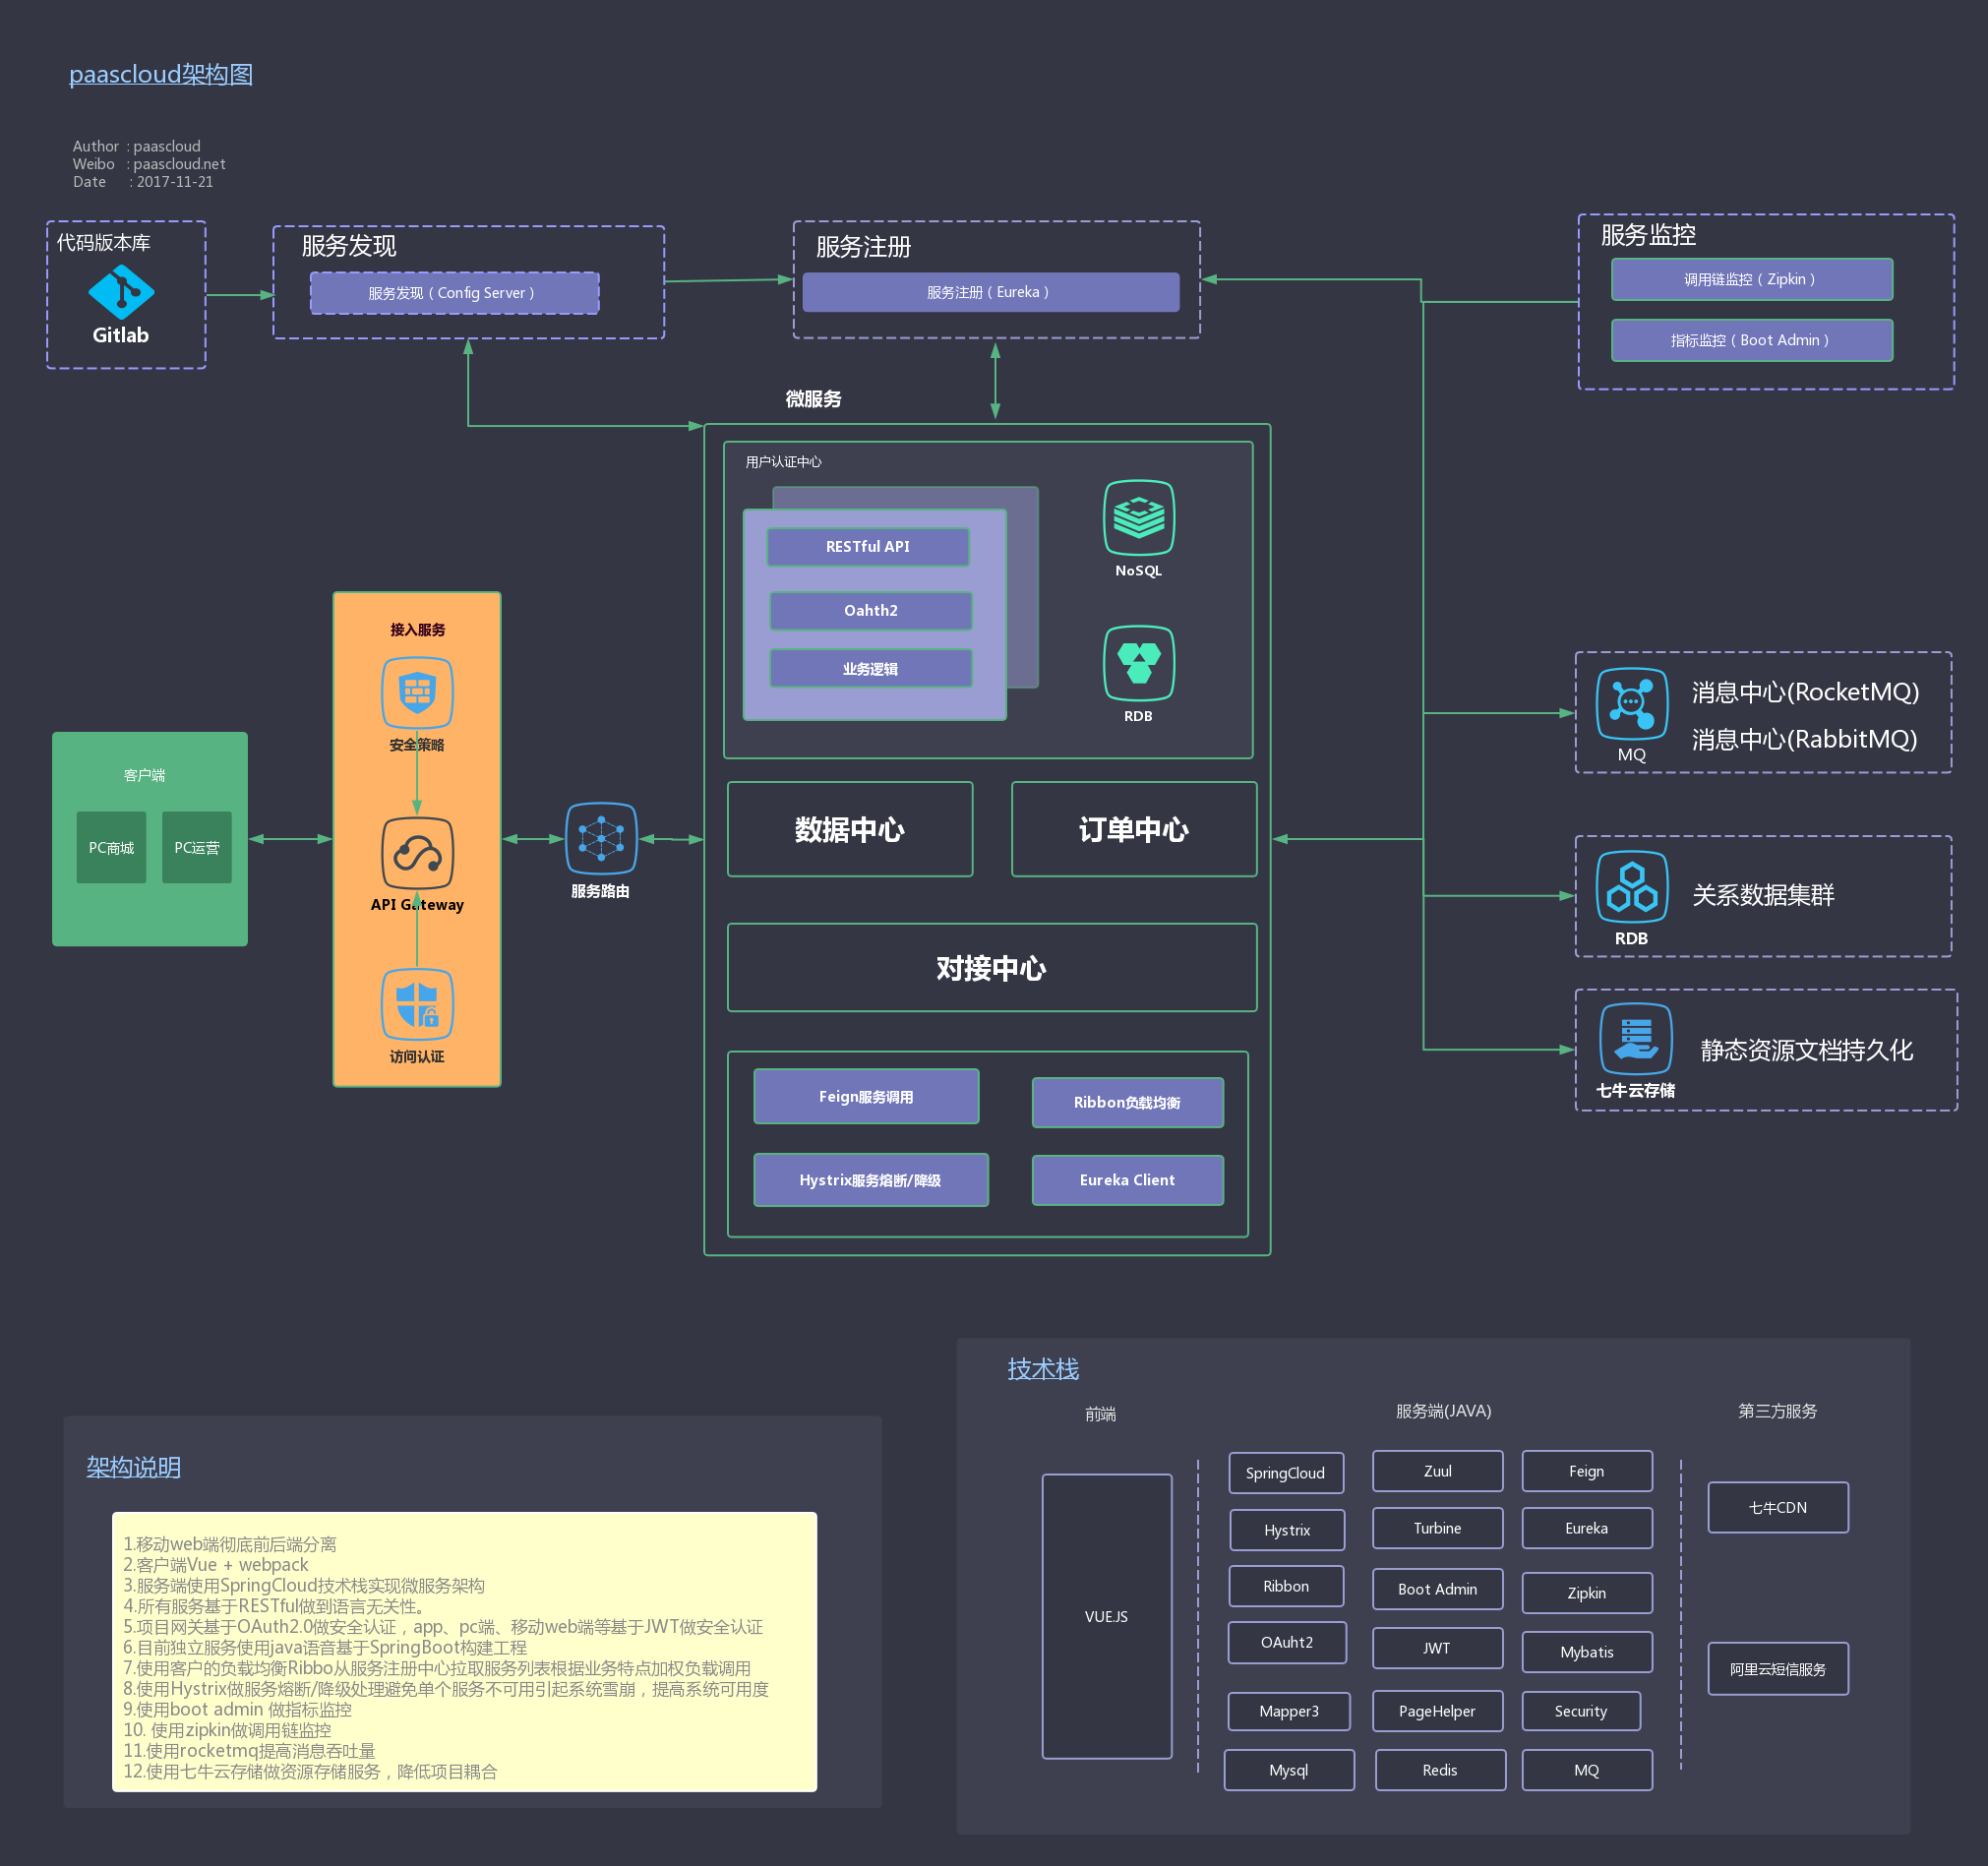 paascloud架构图
Author : paascloud
Weibo : paascloud.net
Date : 2017-11-21
代码版本库
Gitlab
服务发现
服务发现（Config Server）
服务注册
服务注册（Eureka）
服务监控
调用链监控（Zipkin）
指标监控（Boot Admin）
微服务
用户认证中心
RESTful API
Oahth2
业务逻辑
NoSQL
RDB
接入服务
安全策略
API Gateway
访问认证
客户端
PC商城
PC运营
服务路由
数据中心
订单中心
对接中心
Feign服务调用
Ribbon负载均衡
Hystrix服务熔断/降级
Eureka Client
消息中心(RocketMQ)
消息中心(RabbitMQ)
MQ
关系数据集群
RDB
静态资源文档持久化
七牛云存储
架构说明
1.移动web端彻底前后端分离
2.客户端Vue + webpack
3.服务端使用SpringCloud技术栈实现微服务架构
4.所有服务基于RESTful做到语言无关性。
5.项目网关基于OAuth2.0做安全认证，app、pc端、移动web端等基于JWT做安全认证
6.目前独立服务使用java语音基于SpringBoot构建工程
7.使用客户的负载均衡Ribbo从服务注册中心拉取服务列表根据业务特点加权负载调用
8.使用Hystrix做服务熔断/降级处理避免单个服务不可用引起系统雪崩，提高系统可用度
9.使用boot admin 做指标监控
10. 使用zipkin做调用链监控
11.使用rocketmq提高消息吞吐量
12.使用七牛云存储做资源存储服务，降低项目耦合
技术栈
前端
服务端(JAVA)
第三方服务
VUEJS
SpringCloud
Zuul
Feign
Hystrix
Turbine
Eureka
Ribbon
Boot Admin
Zipkin
OAuht2
JWT
Mybatis
Mapper3
PageHelper
Security
Mysql
Redis
MQ
七牛CDN
阿里云短信服务